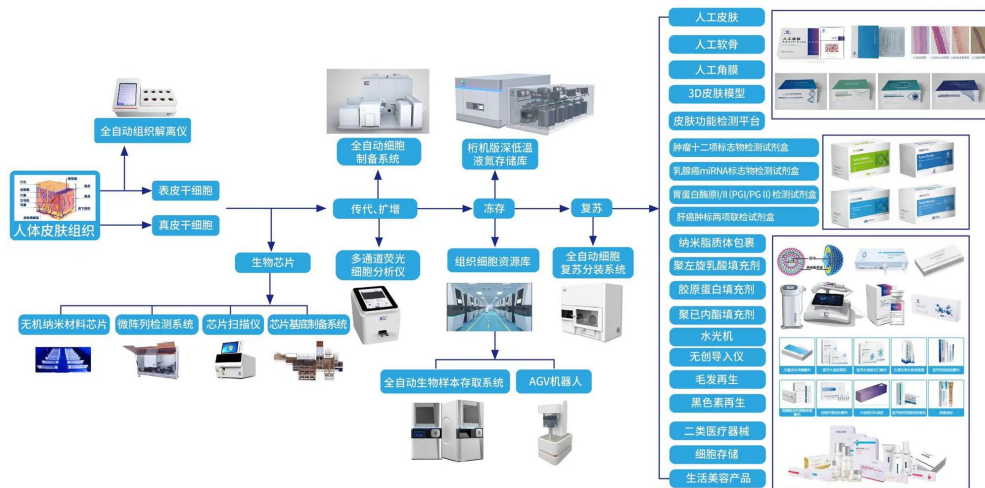 全自动组织解离仪
人体皮肤组织
表皮干细胞
真皮干细胞
生物芯片
无机纳米材料芯片
微阵列检测系统
芯片扫描仪
芯片基底制备系统
全自动细胞
制备系统
传代、扩增
多通道荧光
细胞分析仪
桁机版深低温
液氮存储库
冻存
组织细胞资源库
全自动生物样本存取系统
AGV机器人
复苏
全自动细胞
复苏分装系统
人工皮肤
人工软骨
人工角膜
3D皮肤模型
皮肤功能检测平台
肿瘤十二项标志物检测试剂盒
乳腺癌miRNA标志物检测试剂盒
胃蛋白酶原I/II (PGI/PG II) 检测试剂盒
肝癌肿标两项联检试剂盒
纳米脂质体包裹
聚左旋乳酸填充剂
胶原蛋白填充剂
聚已内酯填充剂
水光机
无创导入仪
毛发再生
黑色素再生
二类医疗器械
细胞存储
生活美容产品
人工皮肤